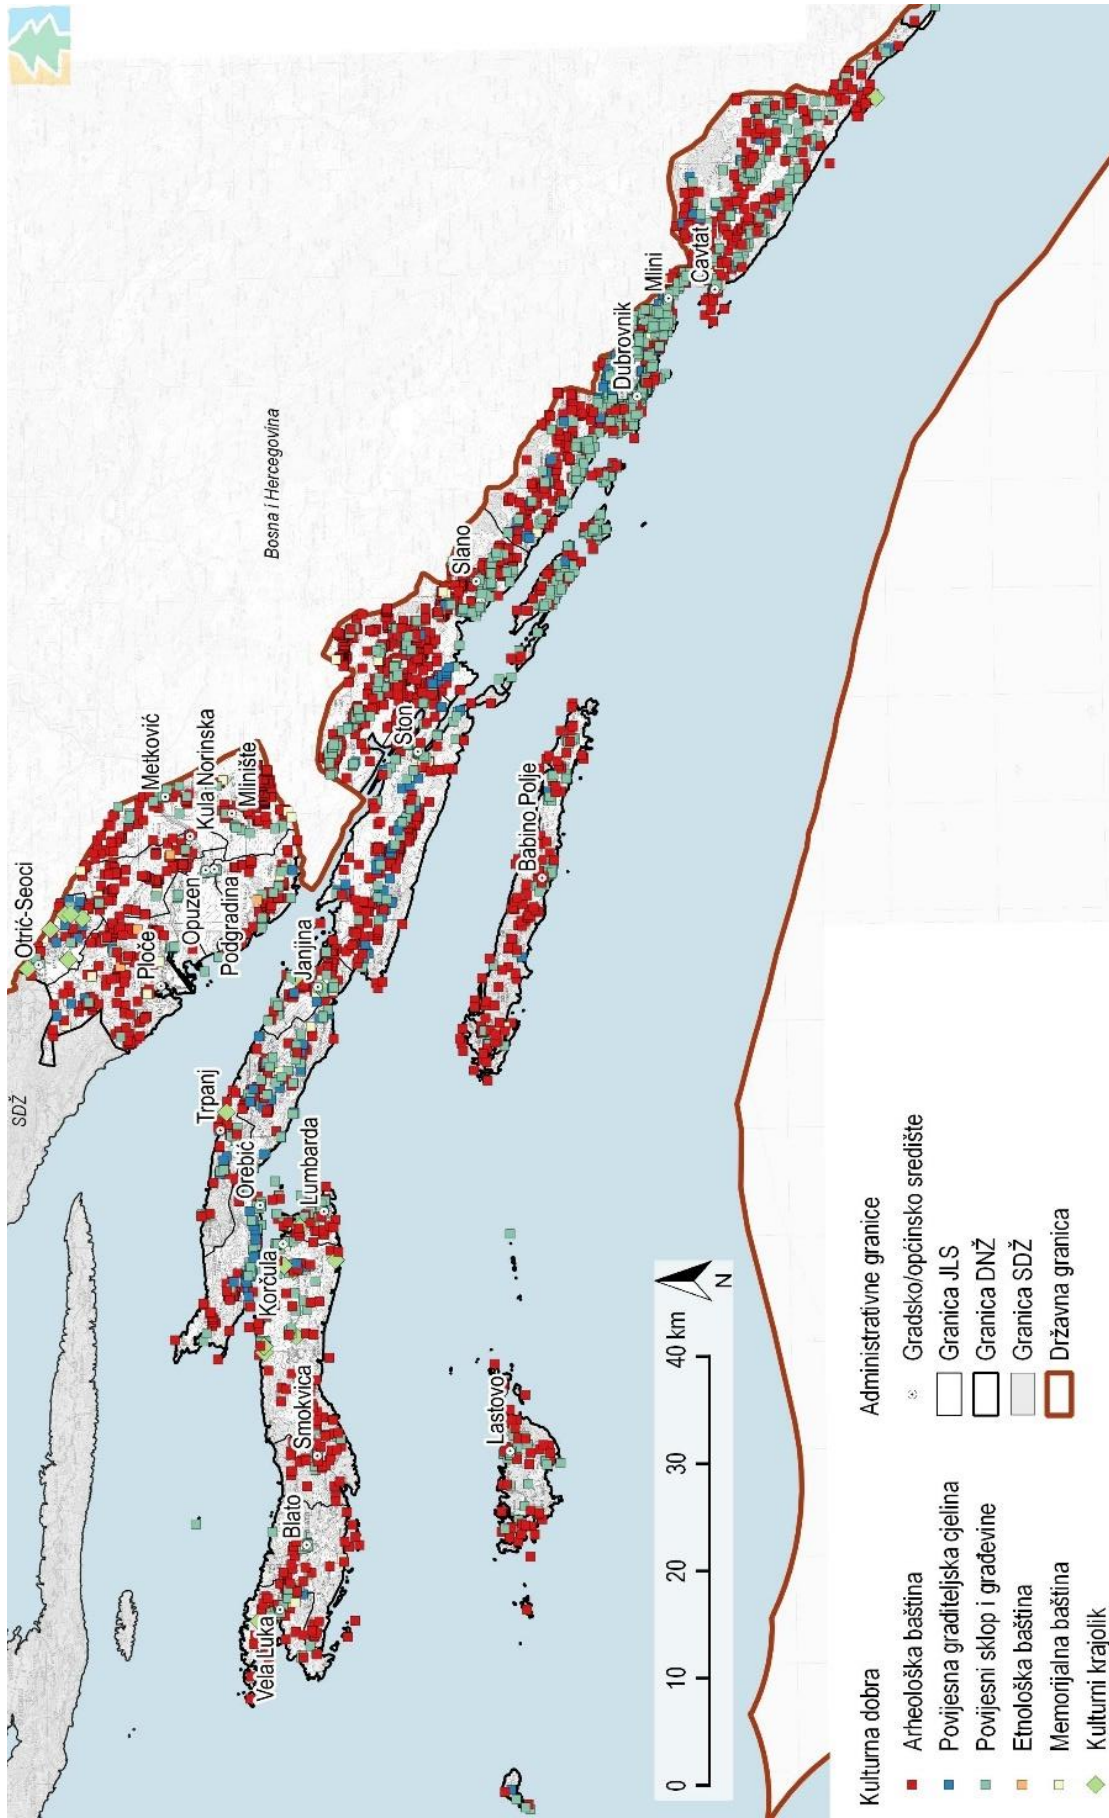 Otrić-Seoci
SDŽ
Metković
Ploče
Opuzen
Kula Norinska
Podgradina
Mlinište
Bosna i Hercegovina
Trpanj
Janjina
Ston
Slano
Orebić
Korčula
Lumbarda
Dubrovnik
Mlini
Cavtat
Vela Luka
Blato
Smokvica
Babino Polje
Lastovo
0
10
20
30
40 km
N
Kulturna dobra
Arheološka baština
Povijesna graditeljska cjelina
Povijesni sklop i građevine
Etnološka baština
Memorijalna baština
Kulturni krajolik
Administrativne granice
Gradsko/općinsko središte
Granica JLS
Granica DNŽ
Granica SDŽ
Državna granica